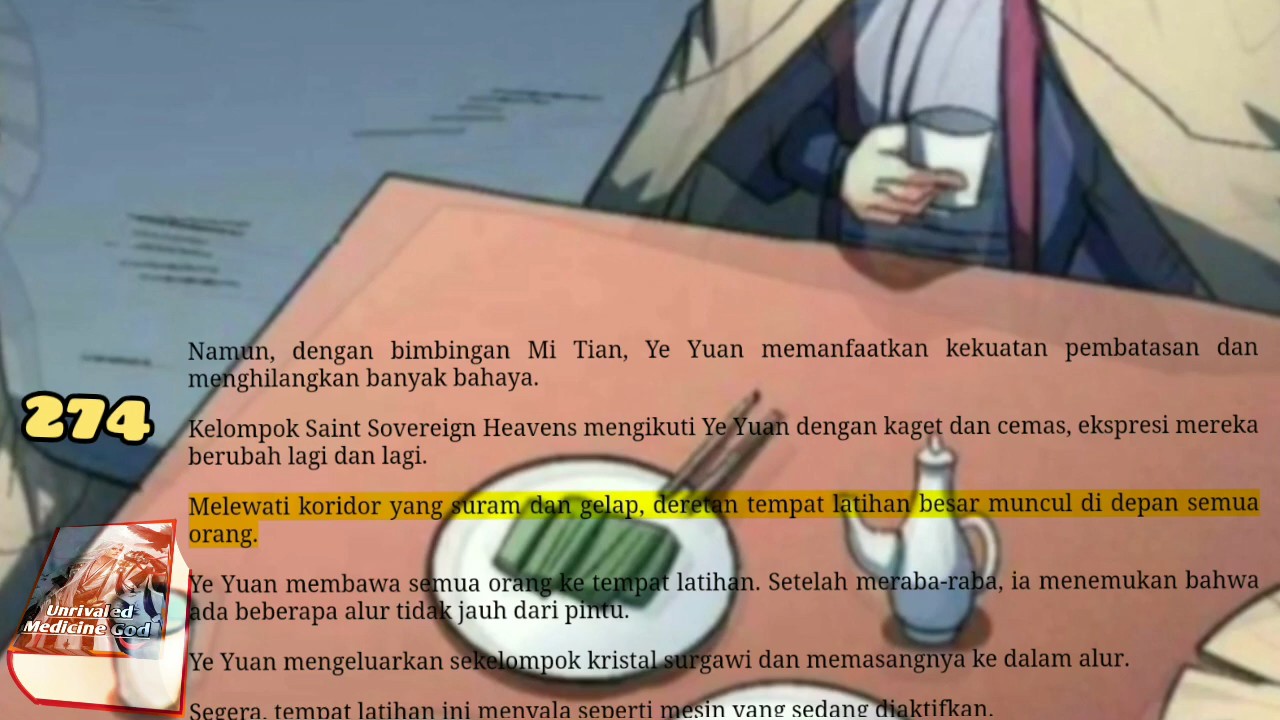 Namun, dengan bimbingan Mi Tian, Ye Yuan memanfaatkan kekuatan pembatasan dan
menghilangkan banyak bahaya.
274
Kelompok Saint Sovereign Heavens mengikuti Ye Yuan dengan kaget dan cemas, ekspresi mereka
berubah lagi dan lagi.
Melewati koridor yang suram dan gelap, deretan tempat latihan besar muncul di depan semua
orang.
Ye Yuan membawa semua orang ke tempat latihan. Setelah meraba-raba, ia menemukan bahwa
ada beberapa alur tidak jauh dari pintu.
Unrivaled
Medicine God
Ye Yuan mengeluarkan sekelompok kristal surgawi dan memasangnya ke dalam alur.
Segera, tempat latihan ini menyala seperti mesin yang sedang diaktifkan.